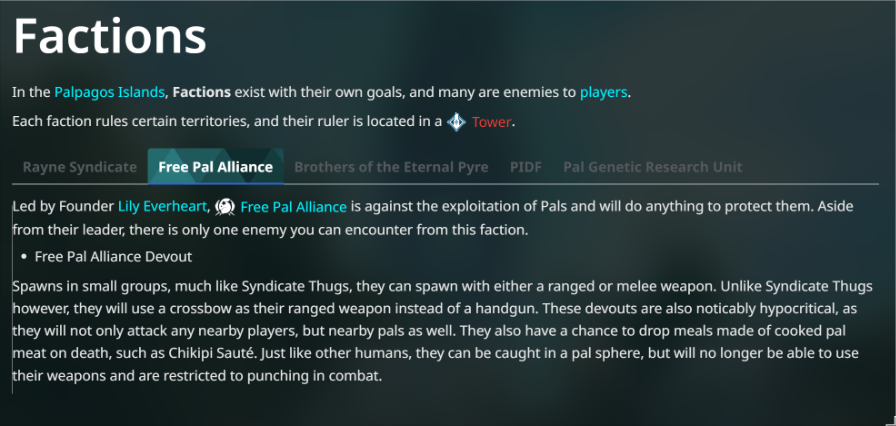 Factions
In the Palpagos Islands, Factions exist with their own goals, and many are enemies to players.
Each faction rules certain territories, and their ruler is located in a Tower.
Rayne Syndicate Free Pal Alliance Brothers of the Eternal Pyre PIDF Pal Genetic Research Unit
Led by Founder Lily Everheart, Free Pal Alliance is against the exploitation of Pals and will do anything to protect them. Aside
from their leader, there is only one enemy you can encounter from this faction.
• Free Pal Alliance Devout
Spawns in small groups, much like Syndicate Thugs, they can spawn with either a ranged or melee weapon. Unlike Syndicate Thugs
however, they will use a crossbow as their ranged weapon instead of a handgun. These devouts are also noticably hypocritical, as
they will not only attack any nearby players, but nearby pals as well. They also have a chance to drop meals made of cooked pal
meat on death, such as Chikipi Sauté. Just like other humans, they can be caught in a pal sphere, but will no longer be able to use
their weapons and are restricted to punching in combat.